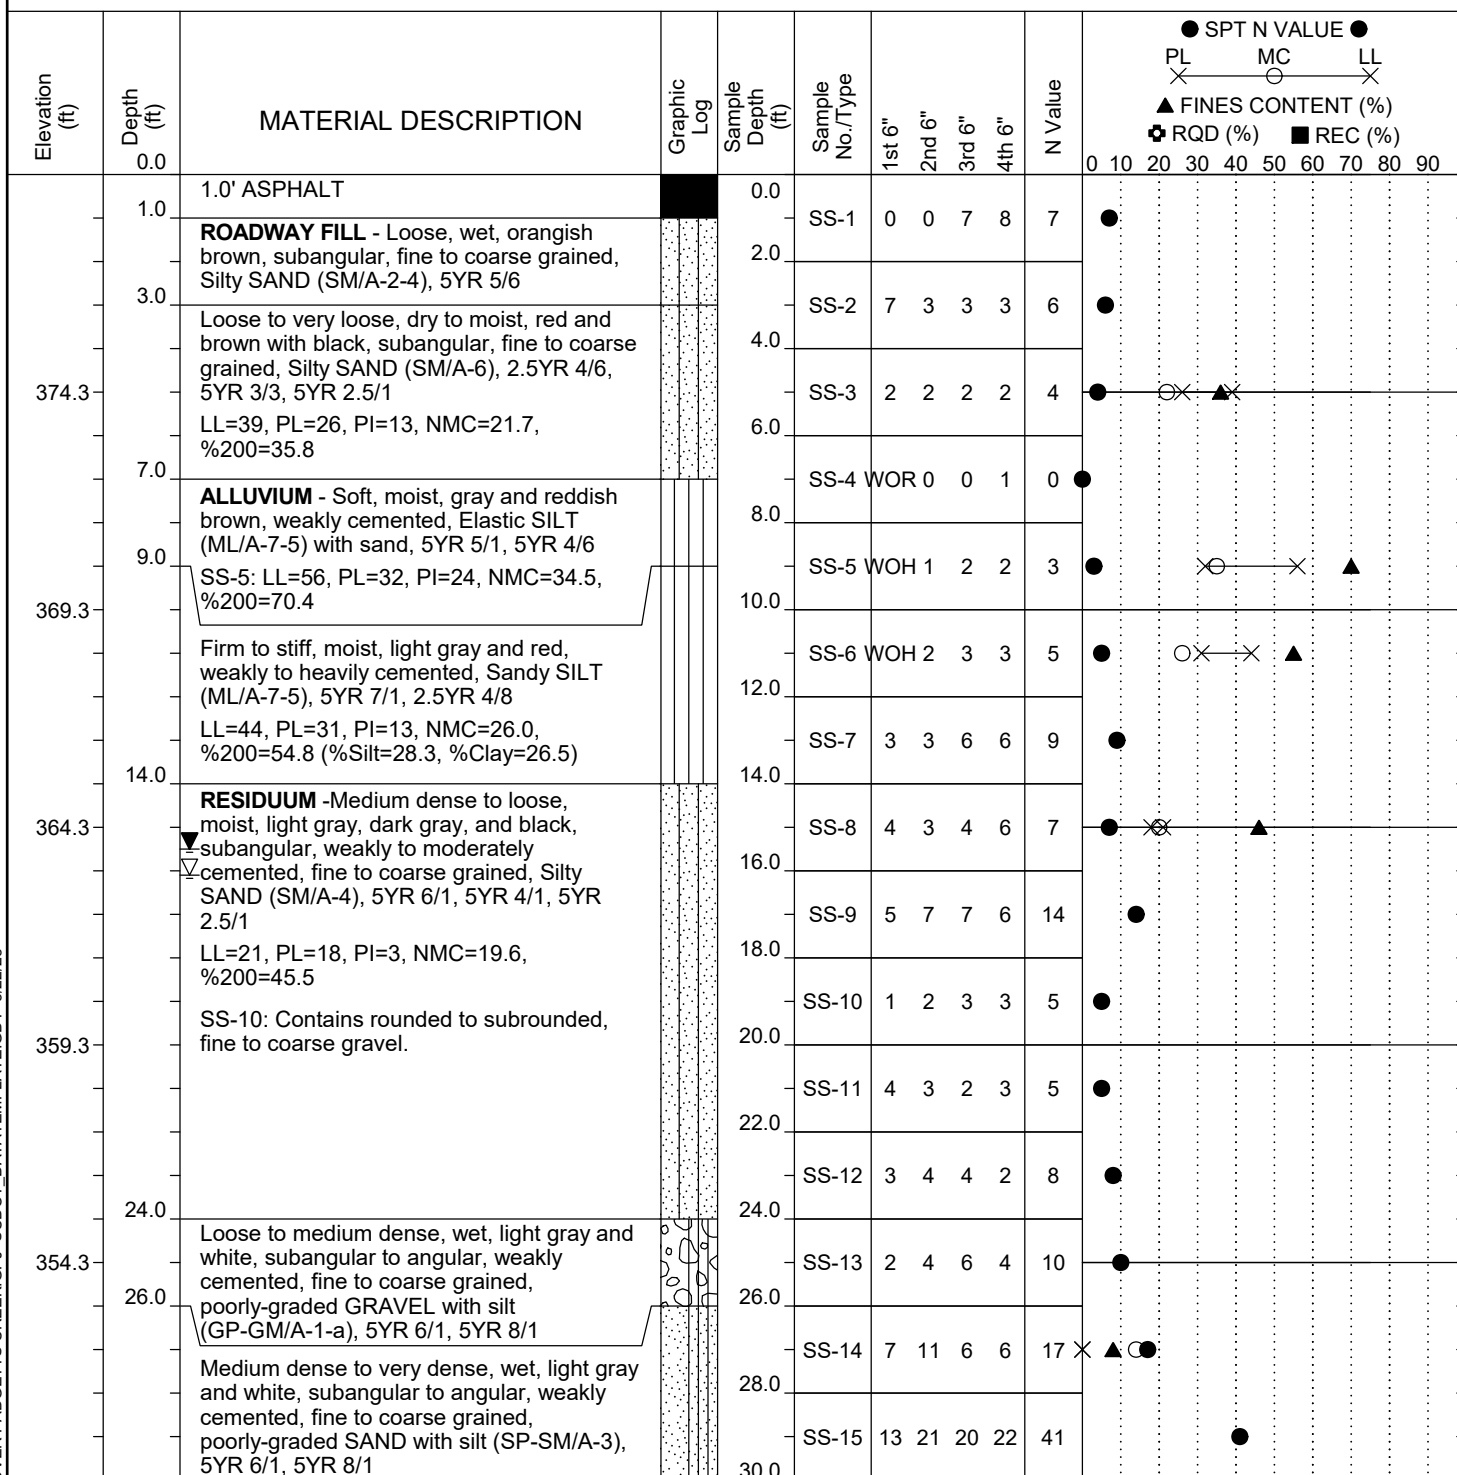 Elevation (ft)
Depth (ft)
MATERIAL DESCRIPTION
Graphic Log
Sample Depth (ft)
Sample No./Type
1st 6"
2nd 6"
3rd 6"
4th 6"
N Value
SPT N VALUE
PL MC LL
FINES CONTENT (%)
RQD (%) REC (%)
0.0
0 10 20 30 40 50 60 70 80 90
1.0' ASPHALT
0.0
1.0
SS-1 0 0 7 8 7
ROADWAY FILL - Loose, wet, orangish
brown, subangular, fine to coarse grained,
Silty SAND (SM/A-2-4), 5YR 5/6
2.0
3.0
SS-2 7 3 3 3 6
Loose to very loose, dry to moist, red and
brown with black, subangular, fine to coarse
grained, Silty SAND (SM/A-6), 2.5YR 4/6,
5YR 3/3, 5YR 2.5/1
4.0
374.3
SS-3 2 2 2 2 4
LL=39, PL=26, PI=13, NMC=21.7,
%200=35.8
6.0
7.0
SS-4 WOR 0 0 1 0
ALLUVIUM - Soft, moist, gray and reddish
brown, weakly cemented, Elastic SILT
(ML/A-7-5) with sand, 5YR 5/1, 5YR 4/6
8.0
9.0
SS-5 WOH 1 2 2 3
SS-5: LL=56, PL=32, PI=24, NMC=34.5,
%200=70.4
369.3
10.0
Firm to stiff, moist, light gray and red,
weakly to heavily cemented, Sandy SILT
(ML/A-7-5), 5YR 7/1, 2.5YR 4/8
SS-6 WOH 2 3 3 5
12.0
LL=44, PL=31, PI=13, NMC=26.0,
%200=54.8 (%Silt=28.3, %Clay=26.5)
SS-7 3 3 6 6 9
14.0
14.0
RESIDUUM -Medium dense to loose,
moist, light gray, dark gray, and black,
subangular, weakly to moderately
cemented, fine to coarse grained, Silty
SAND (SM/A-4), 5YR 6/1, 5YR 4/1, 5YR
2.5/1
364.3
SS-8 4 3 4 6 7
16.0
SS-9 5 7 7 6 14
LL=21, PL=18, PI=3, NMC=19.6,
%200=45.5
18.0
SS-10 1 2 3 3 5
SS-10: Contains rounded to subrounded,
fine to coarse gravel.
359.3
20.0
SS-11 4 3 2 3 5
22.0
SS-12 3 4 4 2 8
24.0
24.0
Loose to medium dense, wet, light gray and
white, subangular to angular, weakly
cemented, fine to coarse grained,
poorly-graded GRAVEL with silt
(GP-GM/A-1-a), 5YR 6/1, 5YR 8/1
354.3
SS-13 2 4 6 4 10
26.0
26.0
SS-14 7 11 6 6 17
Medium dense to very dense, wet, light gray
and white, subangular to angular, weakly
cemented, fine to coarse grained,
poorly-graded SAND with silt (SP-SM/A-3),
5YR 6/1, 5YR 8/1
28.0
SS-15 13 21 20 22 41
30.0